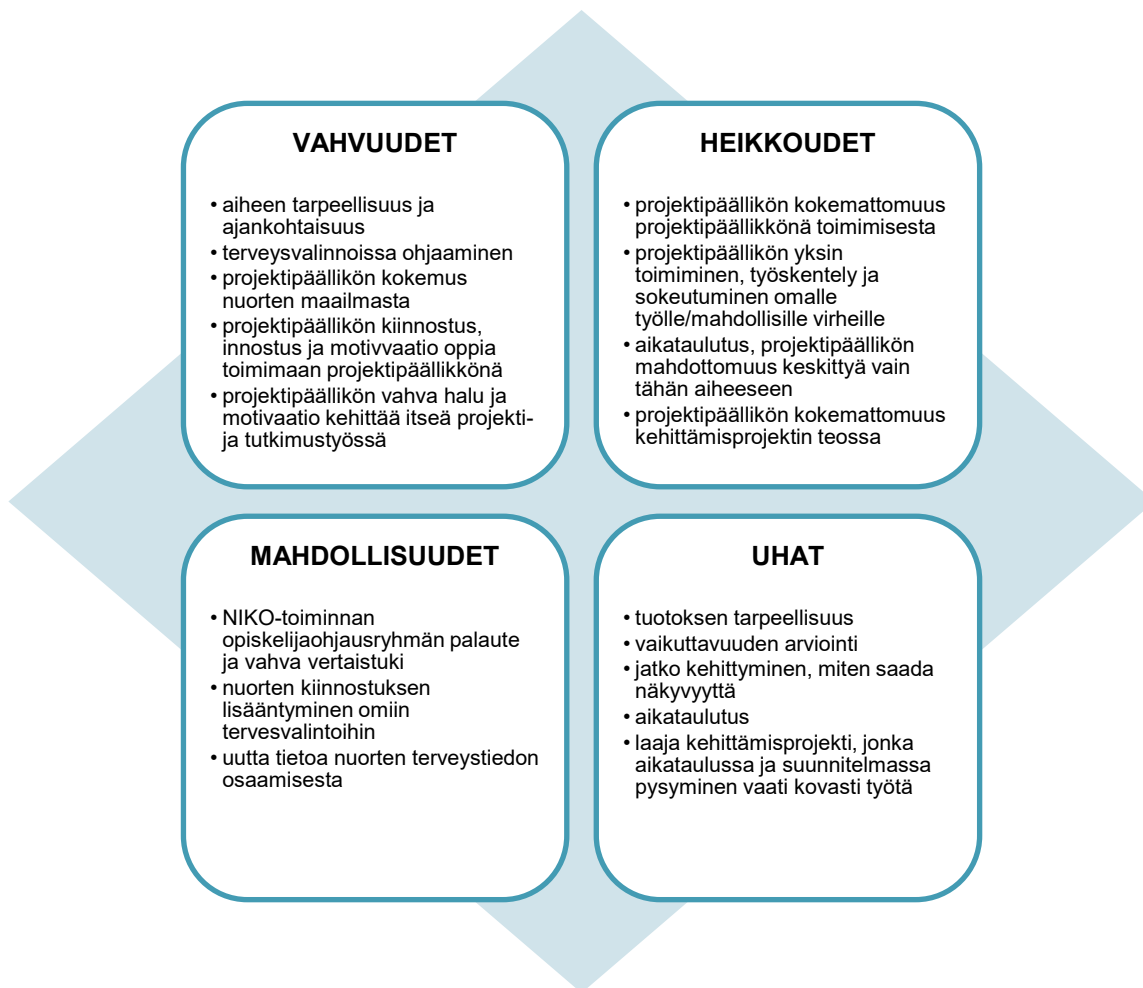 VAHVUUDET
• aiheen tarpeellisuus ja
ajankohtaisuus
• terveysvalinnoissa ohjaaminen
• projektipäällikön kokemus
nuorten maailmasta
• projektipäällikön kiinnostus,
innostus ja motivvaatio oppia
toimimaan projektipäällikkönä
• projektipäällikön vahva halu ja
motivaatio kehittää itseä projekti-
ja tutkimustyössä
HEIKKOUDET
• projektipäällikön kokemattomuus
projektipäällikkönä toimimisesta
• projektipäällikön yksin
toimiminen, työskentely ja
sokeutuminen omalle
työlle/mahdollisille virheille
• aikataulutus, projektipäällikön
mahdottomuus keskittyä vain
tähän aiheeseen
• projektipäällikön kokemattomuus
kehittämisprojektin teossa
MAHDOLLISUUDET
• NIKO-toiminnan
opiskelijaohjausryhmän palaute
ja vahva vertaistuki
• nuorten kiinnostuksen
lisääntyminen omiin
tervesvalintoihin
• uutta tietoa nuorten terveystiedon
osaamisesta
UHAT
• tuotoksen tarpeellisuus
• vaikuttavuuden arviointi
• jatko kehittyminen, miten saada
näkyvyyttä
• aikataulutus
• laaja kehittämisprojekti, jonka
aikataulussa ja suunnitelmassa
pysyminen vaati kovasti työtä